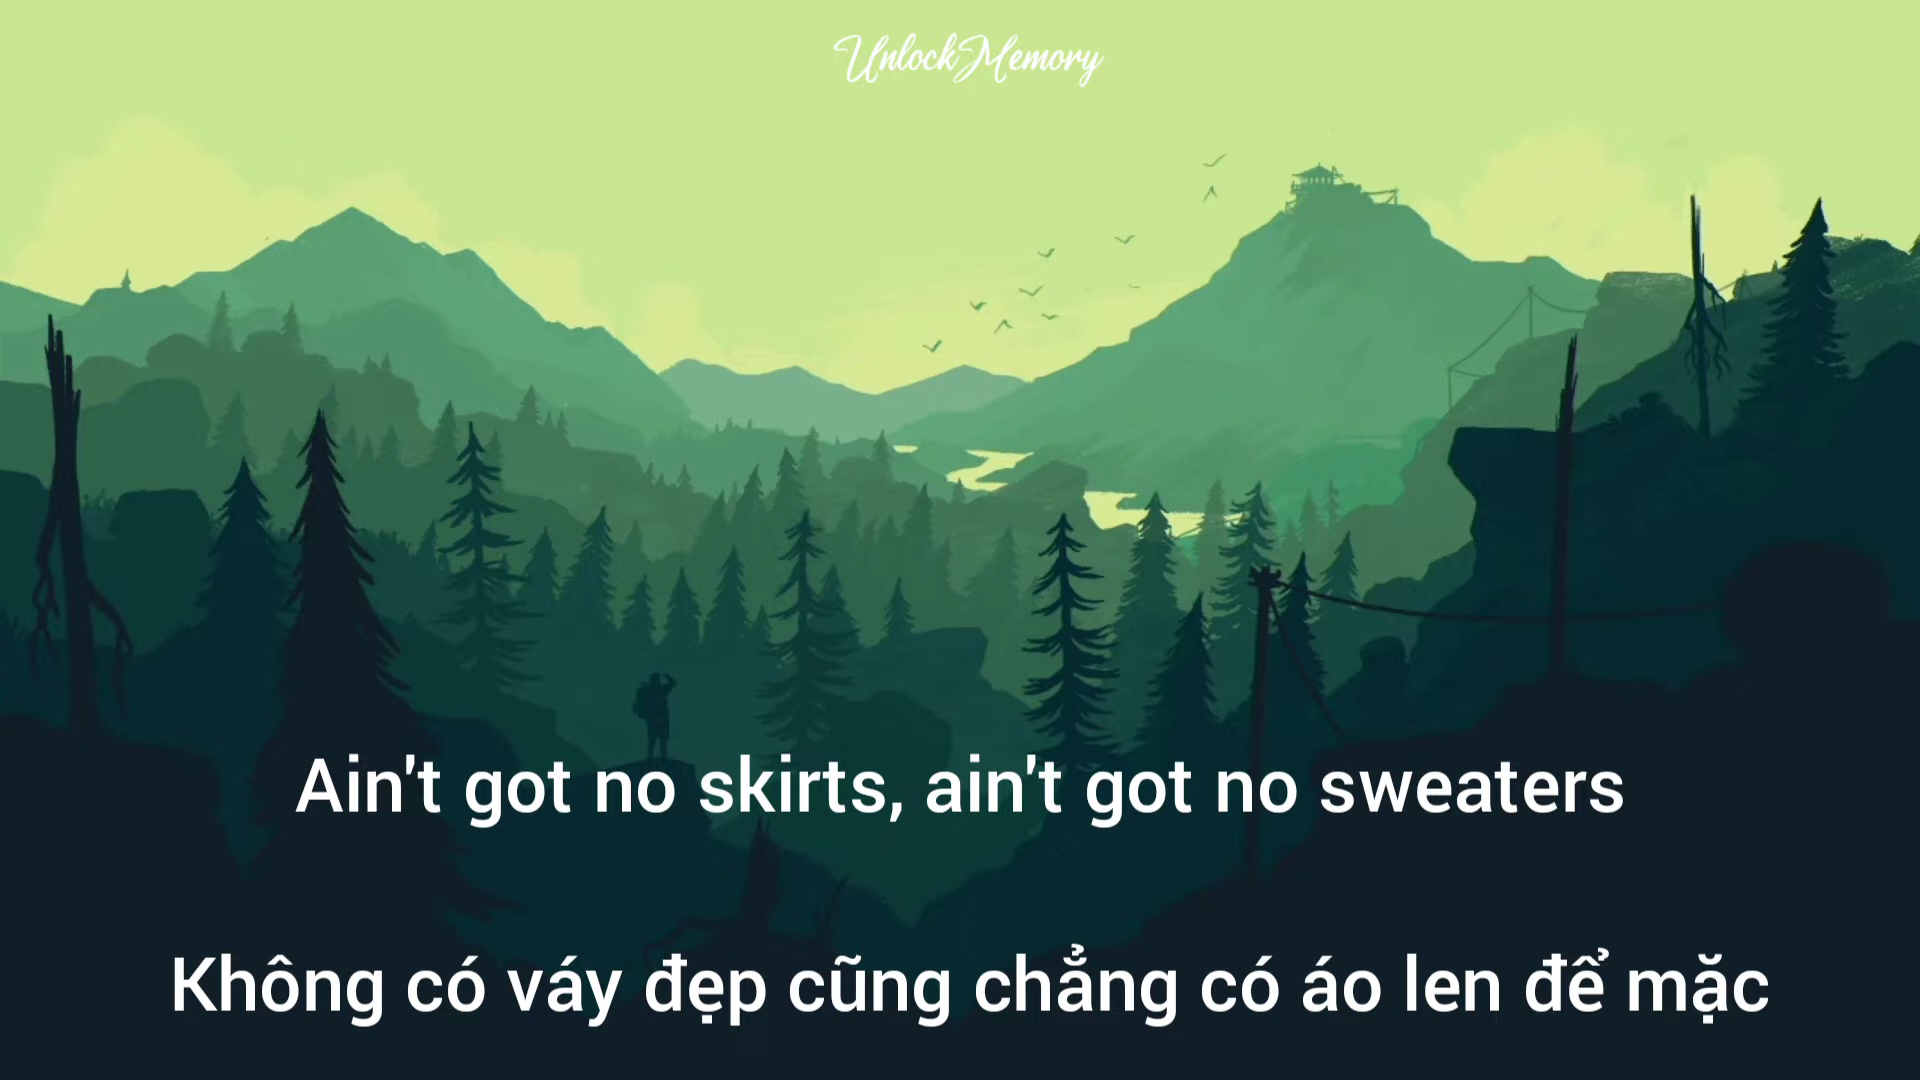 UnlockMemory
Ain't got no skirts, ain't got no sweaters
Không có váy đẹp cũng chẳng có áo len để mặc